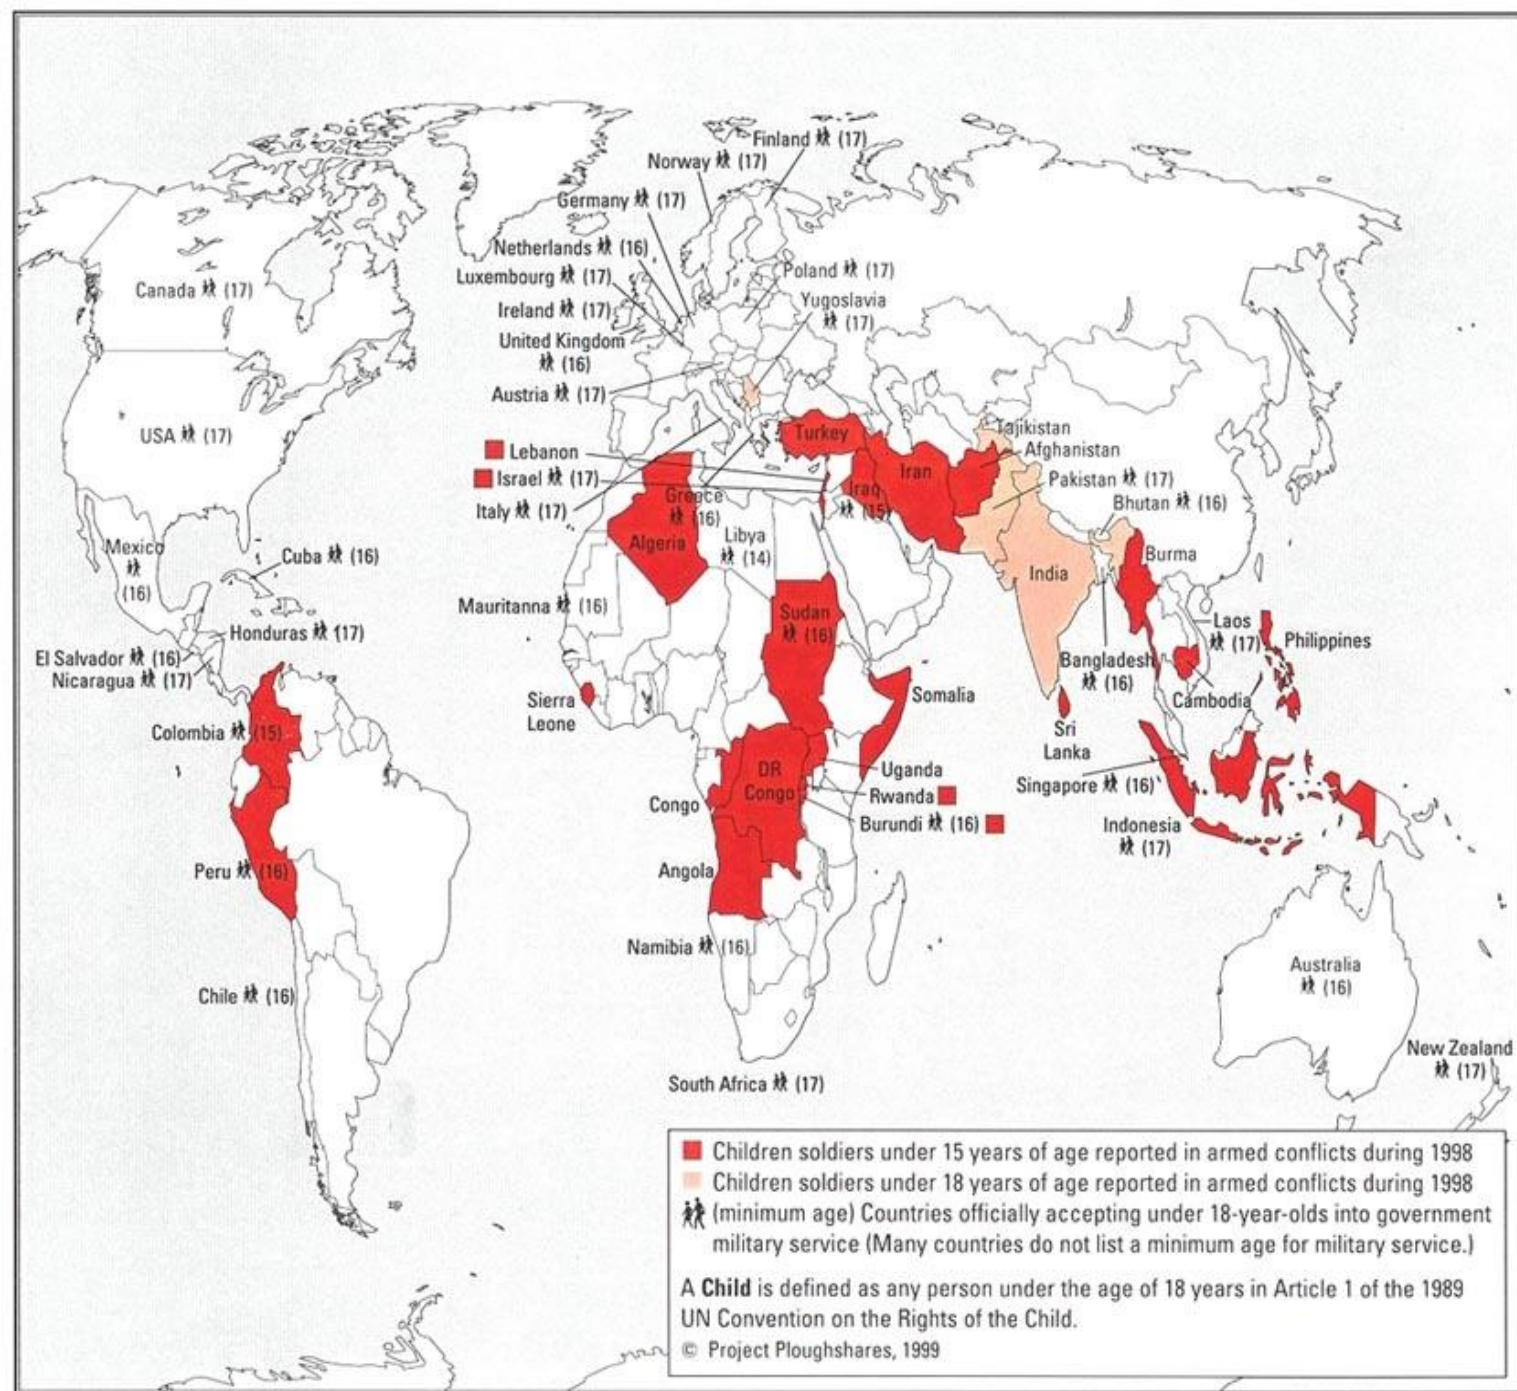 Finland (17)
Norway (17)
Germany (17)
Netherlands (16)
Luxembourg (17)
Poland (17)
Canada (17)
Ireland (17)
Yugoslavia
(17)
United Kingdom
(16)
Austria (17)
USA (17)
Turkey
Tajikistan
Lebanon
Afghanistan
Israel (17)
Iran
Pakistan (17)
Iraq
(15)
Italy (17)
Greece
(16)
Bhutan (16)
Libya
(14)
Algeria
Mexico
(16)
Cuba (16)
Burma
India
Mauritanna (16)
Sudan
(16)
Honduras (17)
Laos
(17)
Philippines
El Salvador (16)
Nicaragua (17)
Bangladesh
(16)
Sierra
Leone
Somalia
Cambodia
Colombia (15)
Sri
Lanka
DR
Congo
Uganda
Singapore (16)
Congo
Rwanda
Burundi (16)
Indonesia
(17)
Peru (16)
Angola
Namibia (16)
Australia
(16)
Chile (16)
New Zealand
(17)
South Africa (17)
Children soldiers under 15 years of age reported in armed conflicts during 1998
Children soldiers under 18 years of age reported in armed conflicts during 1998
(minimum age) Countries officially accepting under 18-year-olds into government
military service (Many countries do not list a minimum age for military service.)
A Child is defined as any person under the age of 18 years in Article 1 of the 1989
UN Convention on the Rights of the Child.
© Project Ploughshares, 1999